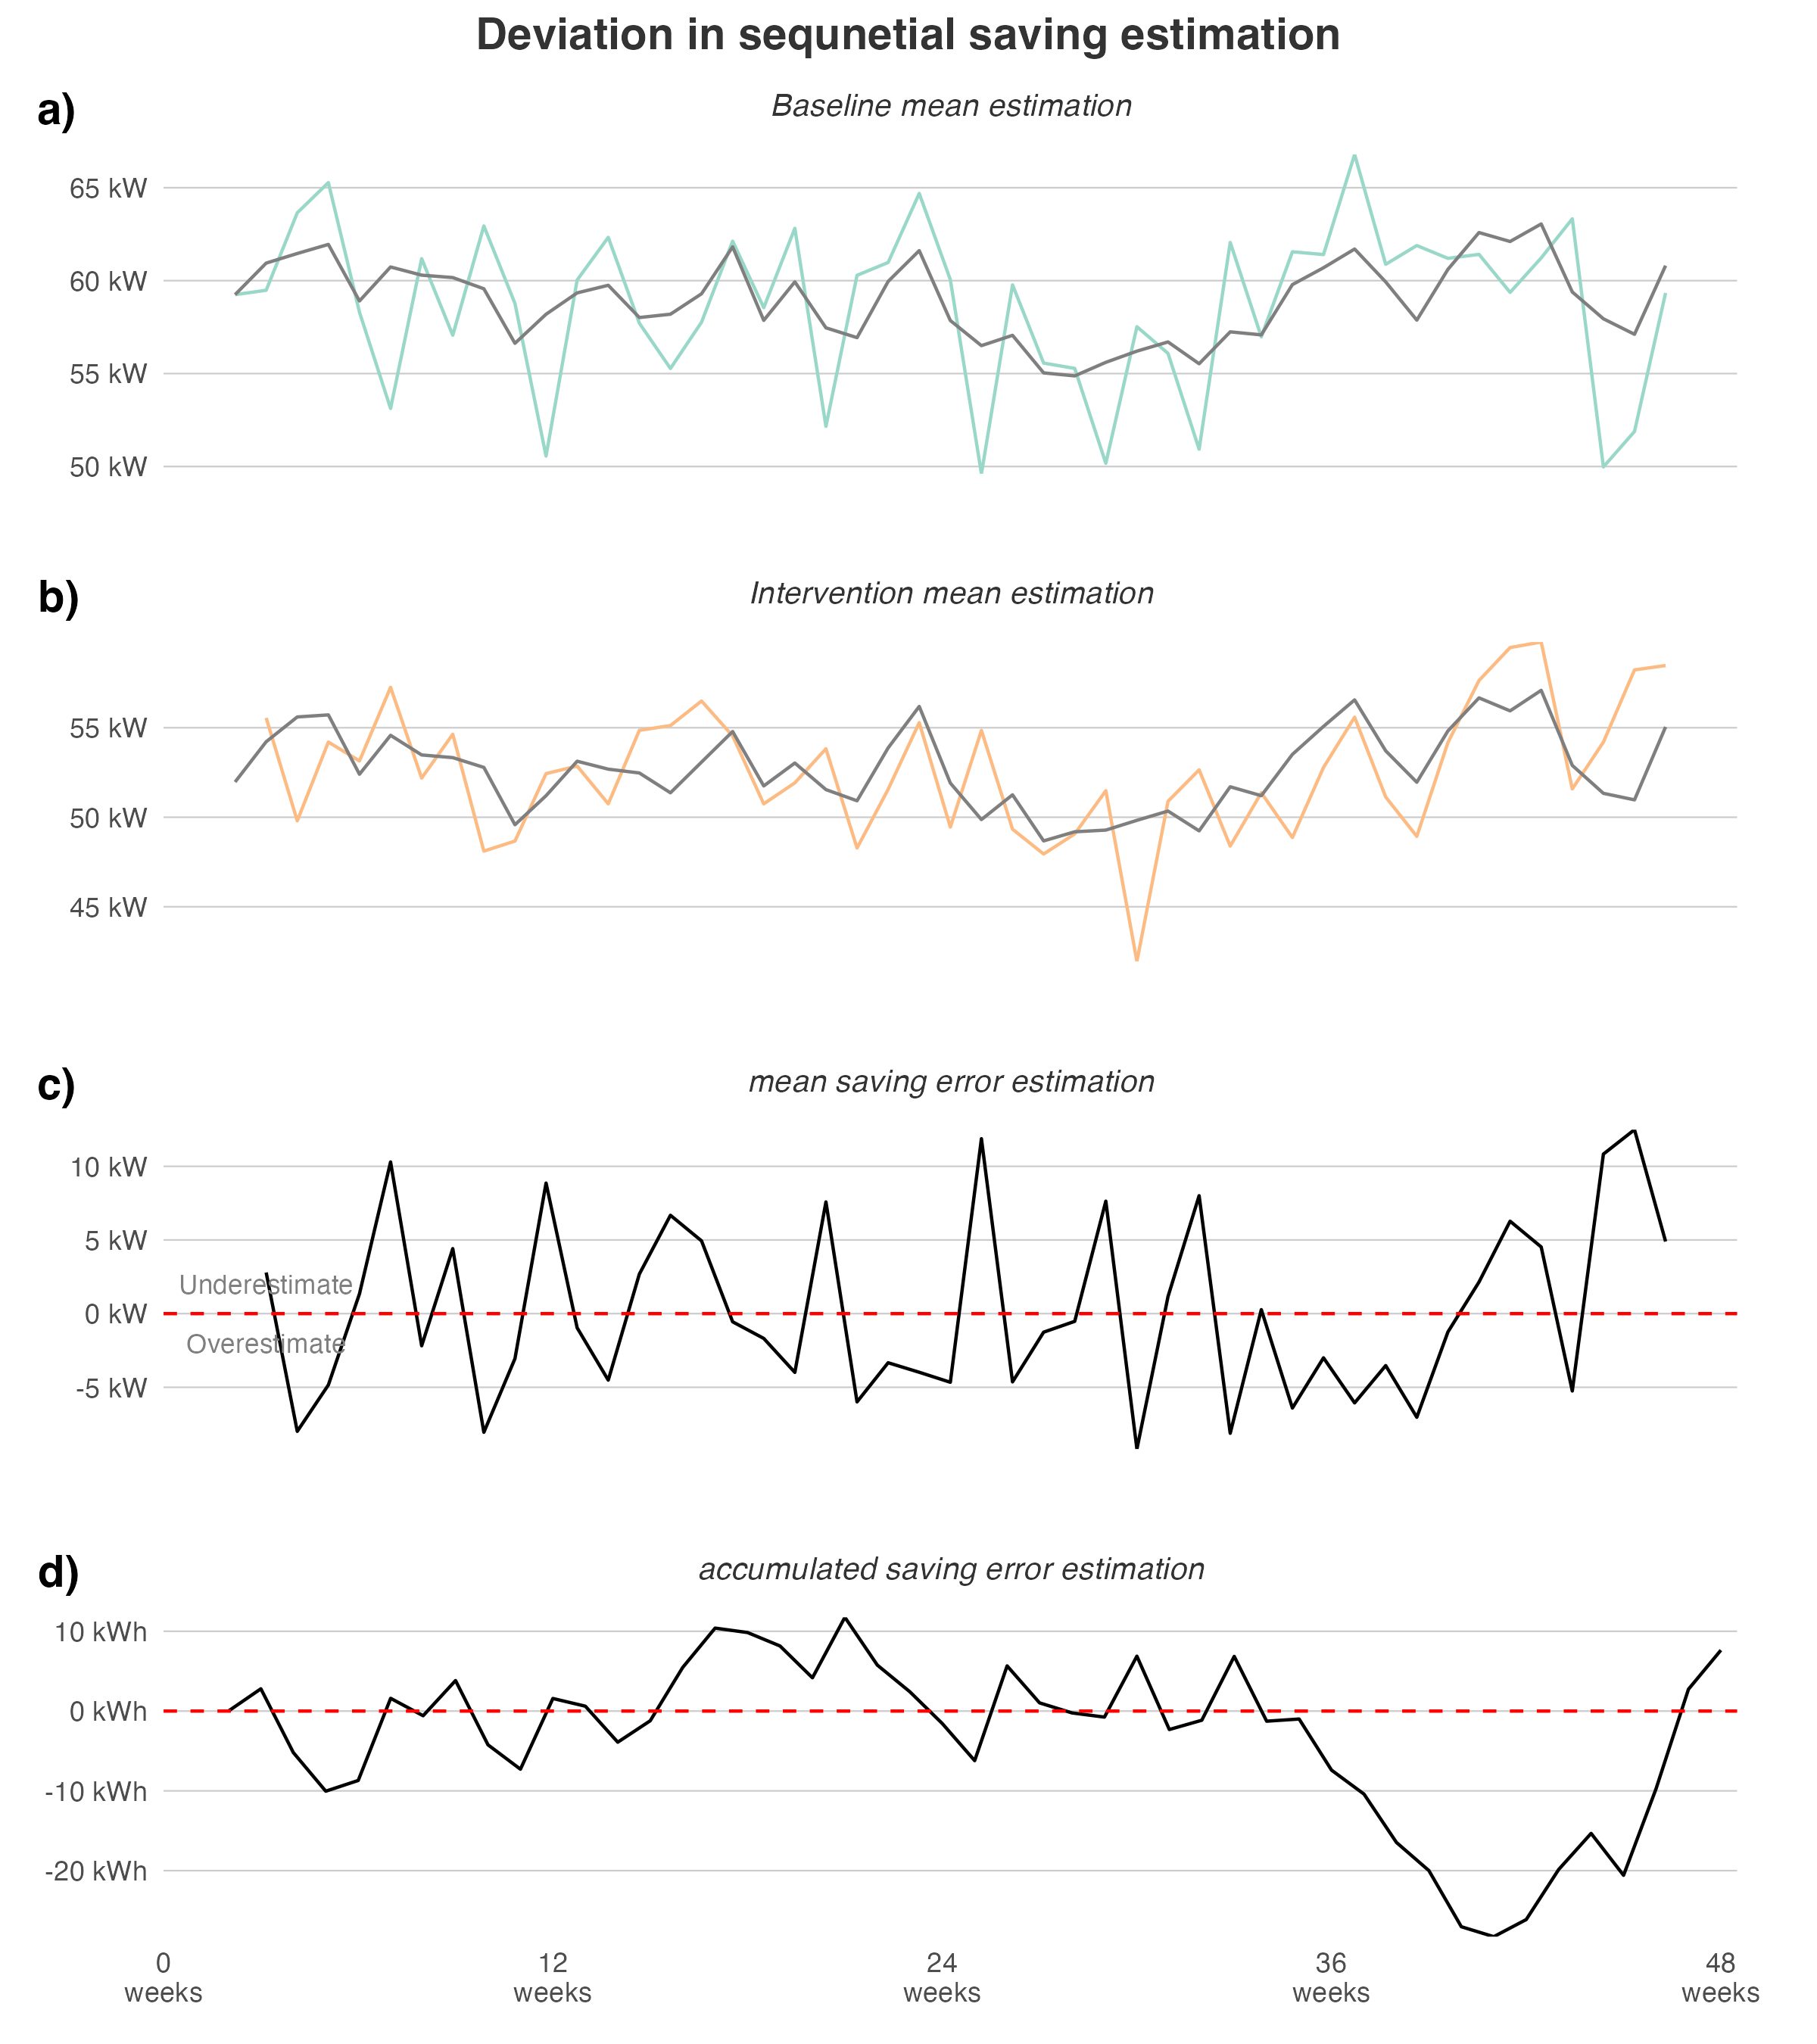 Deviation in sequnetial saving estimation
a)
Baseline mean estimation
65 kW
60 kW
55 kW
50 kW
b)
Intervention mean estimation
55 kW
50 kW
45 kW
c)
mean saving error estimation
10 kW
5 kW
Underestimate
0 kW
Overestimate
-5 kW
d)
accumulated saving error estimation
10 kWh
0 kWh
-10 kWh
-20 kWh
0 12 24 36 48
weeks weeks weeks weeks weeks